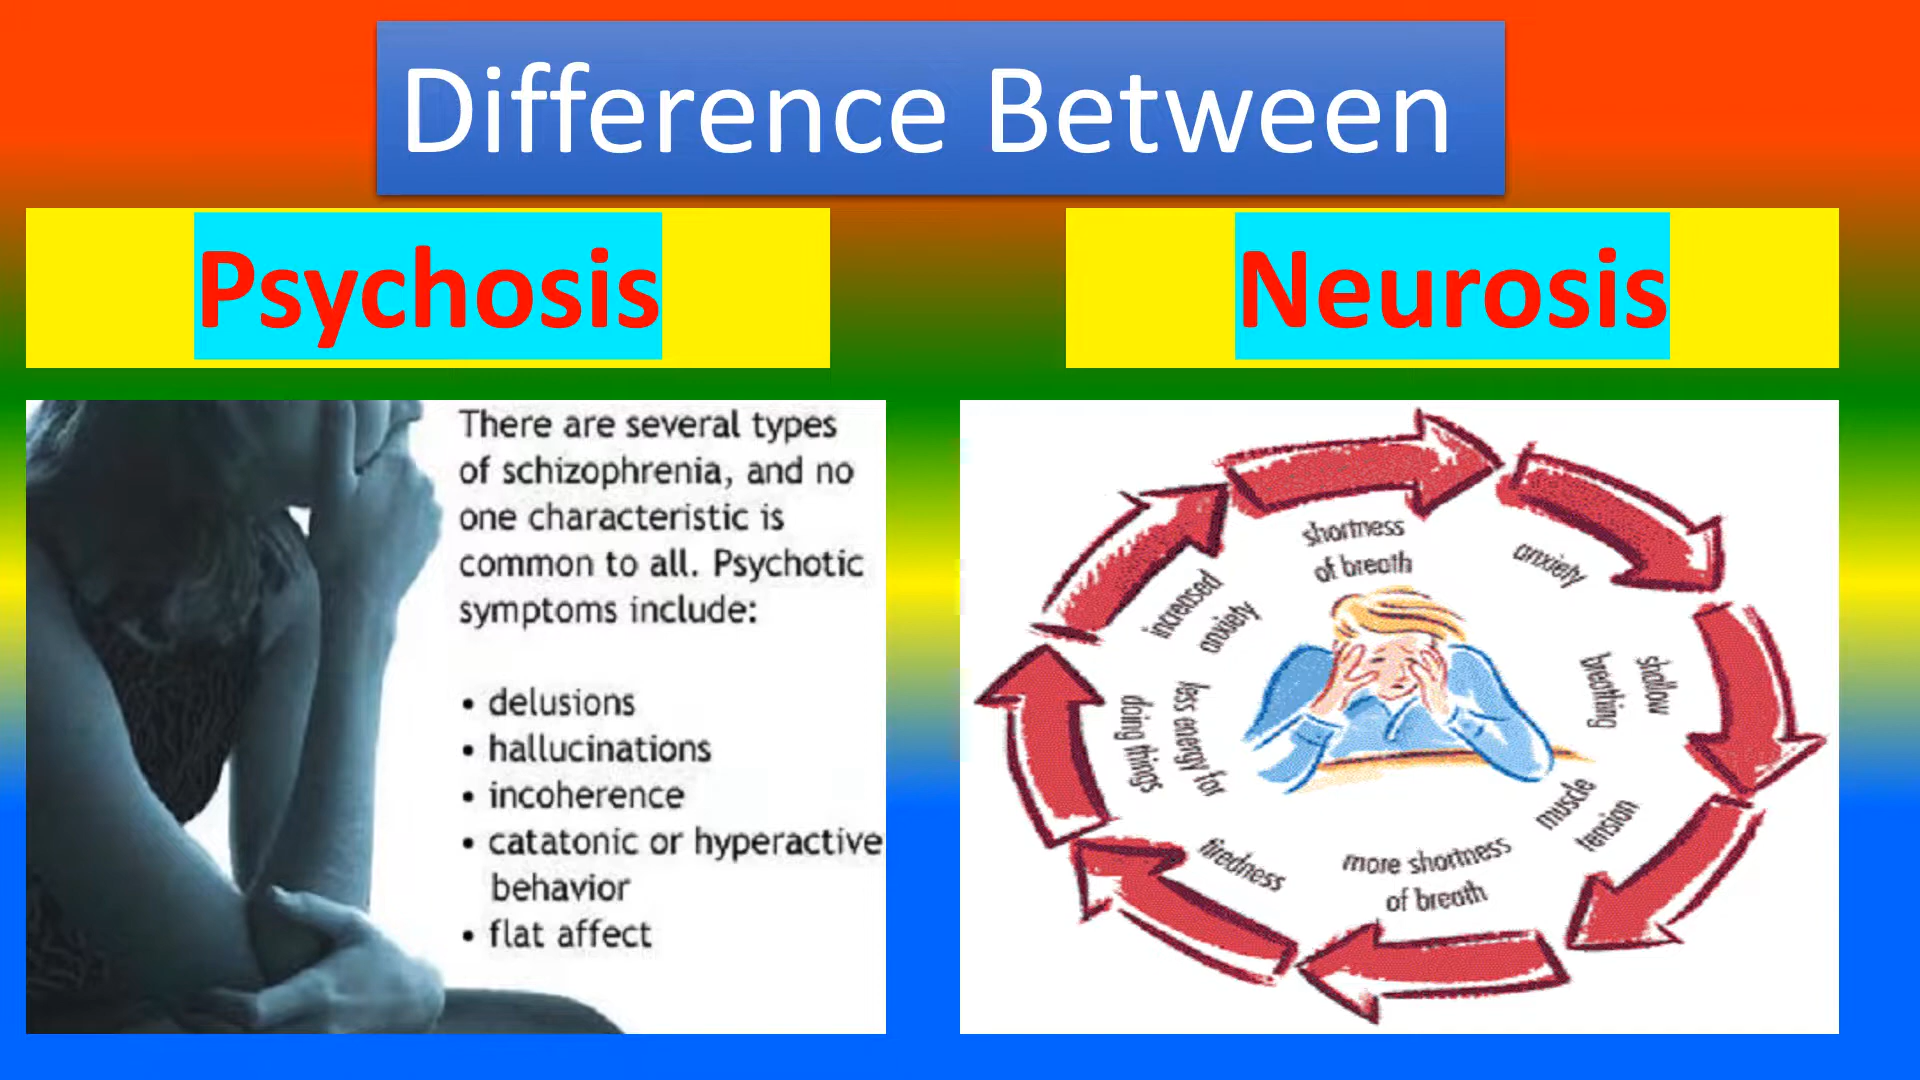 Difference Between
Psychosis
Neurosis
There are several types
of schizophrenia, and no
one characteristic is
common to all. Psychotic
symptoms include:
• delusions
• hallucinations
• incoherence
• catatonic or hyperactive
behavior
• flat affect
shortness
of breath
anxiety
shallow
breathing
muscle
tension
more shortness
of breath
tiredness
less energy for
doing things
increased
anxiety